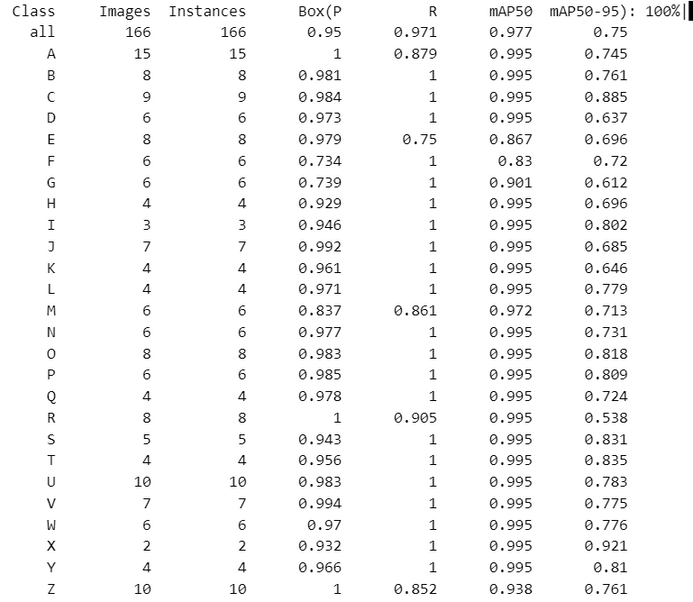 Class Images Instances Box(P R mAP50 mAP50-95): 100%|
all 166 166 0.95 0.971 0.977 0.75
A 15 15 1 0.879 0.995 0.745
B 8 8 0.981 1 0.995 0.761
C 9 9 0.984 1 0.995 0.885
D 6 6 0.973 1 0.995 0.637
E 8 8 0.979 0.75 0.867 0.696
F 6 6 0.734 1 0.83 0.72
G 6 6 0.739 1 0.901 0.612
H 4 4 0.929 1 0.995 0.696
I 3 3 0.946 1 0.995 0.802
J 7 7 0.992 1 0.995 0.685
K 4 4 0.961 1 0.995 0.646
L 4 4 0.971 1 0.995 0.779
M 6 6 0.837 0.861 0.972 0.713
N 6 6 0.977 1 0.995 0.731
O 8 8 0.983 1 0.995 0.818
P 6 6 0.985 1 0.995 0.809
Q 4 4 0.978 1 0.995 0.724
R 8 8 1 0.905 0.995 0.538
S 5 5 0.943 1 0.995 0.831
T 4 4 0.956 1 0.995 0.835
U 10 10 0.983 1 0.995 0.783
V 7 7 0.994 1 0.995 0.775
W 6 6 0.97 1 0.995 0.776
X 2 2 0.932 1 0.995 0.921
Y 4 4 0.966 1 0.995 0.81
Z 10 10 1 0.852 0.938 0.761